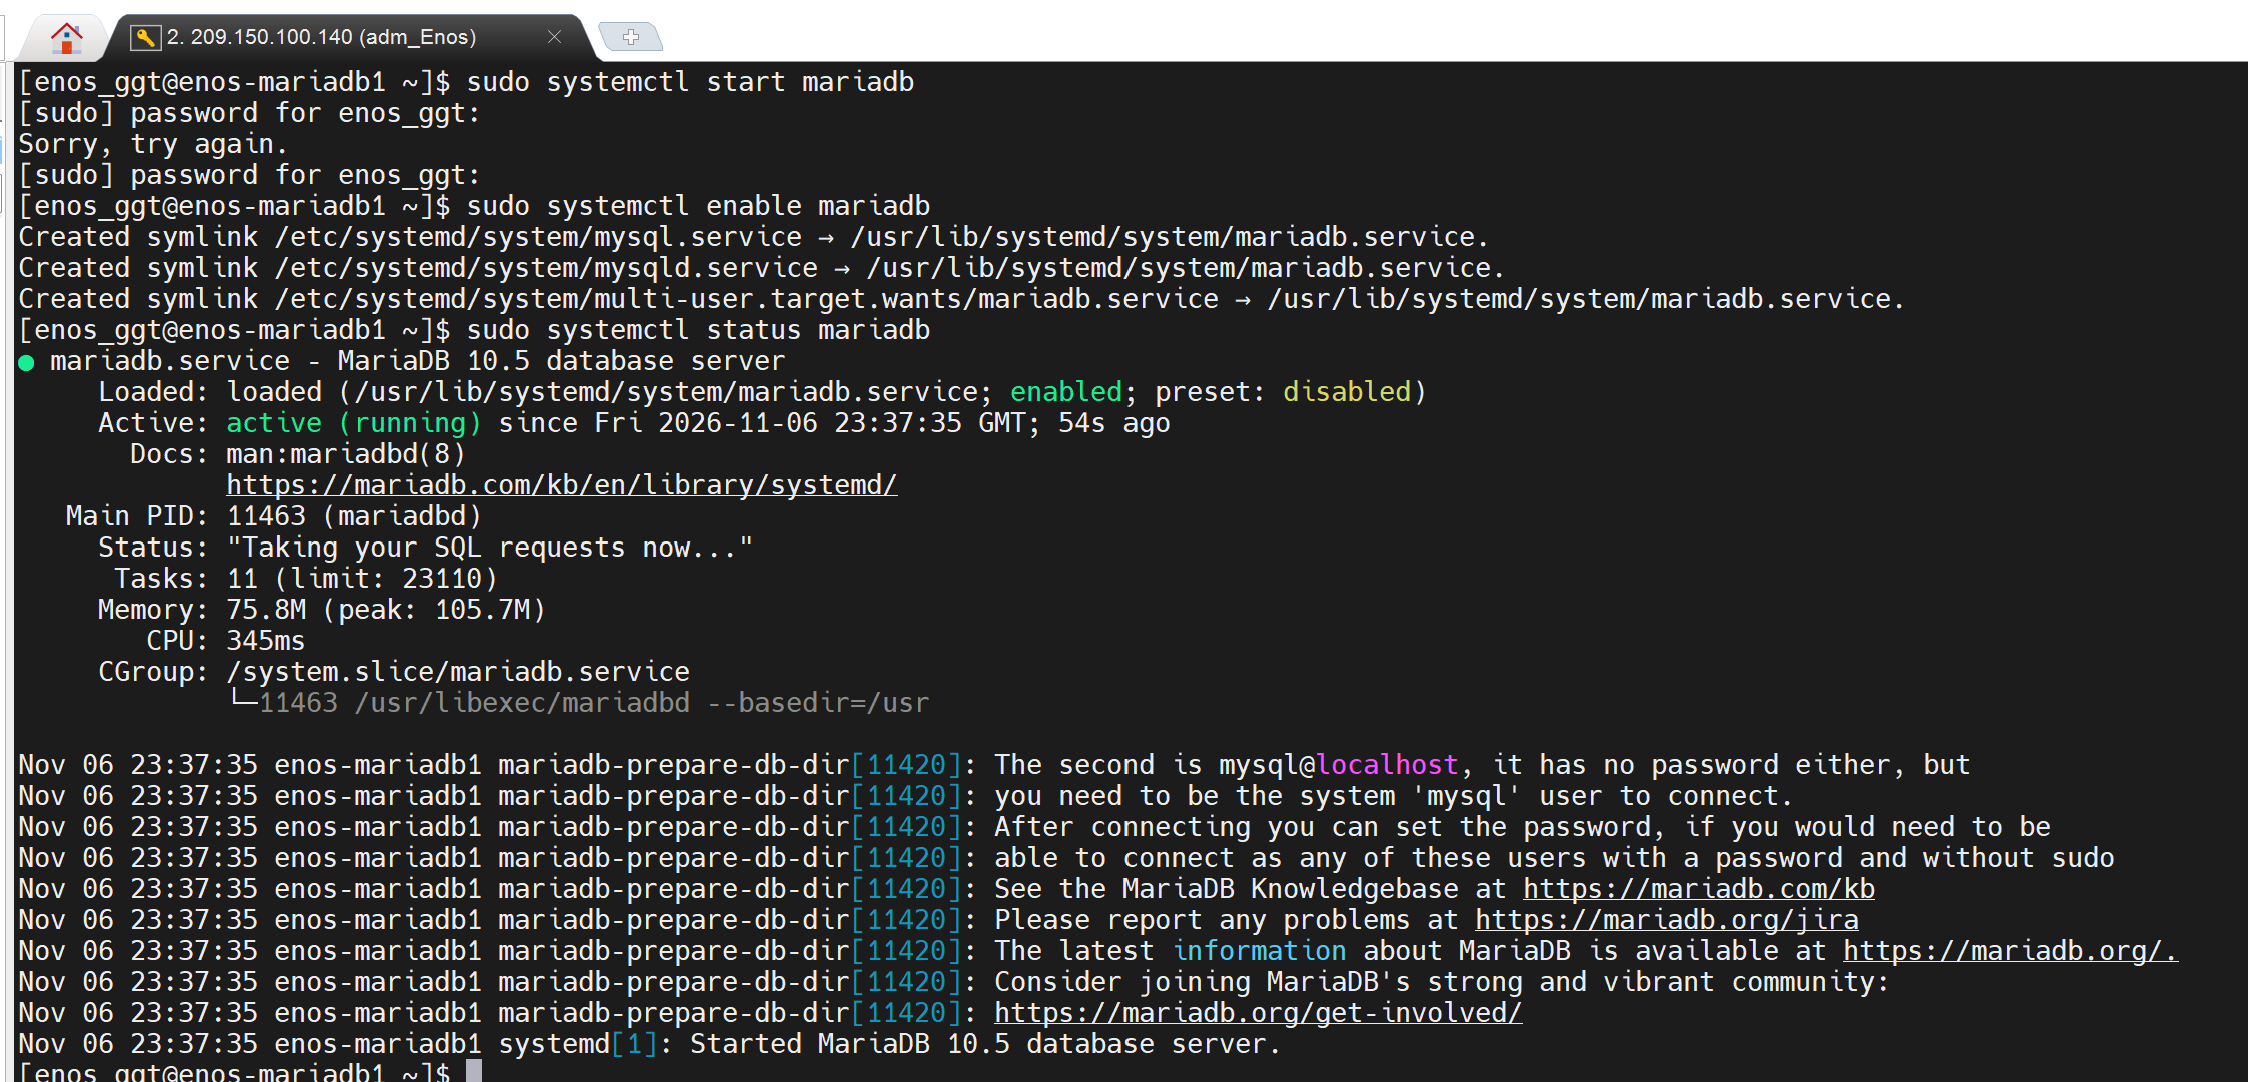 2. 209.150.100.140 (adm_Enos)
[enos_ggt@enos-mariadb1 ~]$ sudo systemctl start mariadb
[sudo] password for enos_ggt:
Sorry, try again.
[sudo] password for enos_ggt:
[enos_ggt@enos-mariadb1 ~]$ sudo systemctl enable mariadb
Created symlink /etc/systemd/system/mysql.service → /usr/lib/systemd/system/mariadb.service.
Created symlink /etc/systemd/system/mysqld.service → /usr/lib/systemd/system/mariadb.service.
Created symlink /etc/systemd/system/multi-user.target.wants/mariadb.service → /usr/lib/systemd/system/mariadb.service.
[enos_ggt@enos-mariadb1 ~]$ sudo systemctl status mariadb
● mariadb.service - MariaDB 10.5 database server
     Loaded: loaded (/usr/lib/systemd/system/mariadb.service; enabled; preset: disabled)
     Active: active (running) since Fri 2026-11-06 23:37:35 GMT; 54s ago
       Docs: man:mariadbd(8)
             https://mariadb.com/kb/en/library/systemd/
   Main PID: 11463 (mariadbd)
     Status: "Taking your SQL requests now..."
      Tasks: 11 (limit: 23110)
     Memory: 75.8M (peak: 105.7M)
        CPU: 345ms
     CGroup: /system.slice/mariadb.service
             └─11463 /usr/libexec/mariadbd --basedir=/usr
Nov 06 23:37:35 enos-mariadb1 mariadb-prepare-db-dir[11420]: The second is mysql@localhost, it has no password either, but
Nov 06 23:37:35 enos-mariadb1 mariadb-prepare-db-dir[11420]: you need to be the system 'mysql' user to connect.
Nov 06 23:37:35 enos-mariadb1 mariadb-prepare-db-dir[11420]: After connecting you can set the password, if you would need to be
Nov 06 23:37:35 enos-mariadb1 mariadb-prepare-db-dir[11420]: able to connect as any of these users with a password and without sudo
Nov 06 23:37:35 enos-mariadb1 mariadb-prepare-db-dir[11420]: See the MariaDB Knowledgebase at https://mariadb.com/kb
Nov 06 23:37:35 enos-mariadb1 mariadb-prepare-db-dir[11420]: Please report any problems at https://mariadb.org/jira
Nov 06 23:37:35 enos-mariadb1 mariadb-prepare-db-dir[11420]: The latest information about MariaDB is available at https://mariadb.org/.
Nov 06 23:37:35 enos-mariadb1 mariadb-prepare-db-dir[11420]: Consider joining MariaDB's strong and vibrant community:
Nov 06 23:37:35 enos-mariadb1 mariadb-prepare-db-dir[11420]: https://mariadb.org/get-involved/
Nov 06 23:37:35 enos-mariadb1 systemd[1]: Started MariaDB 10.5 database server.
[enos_ggt@enos-mariadb1 ~]$